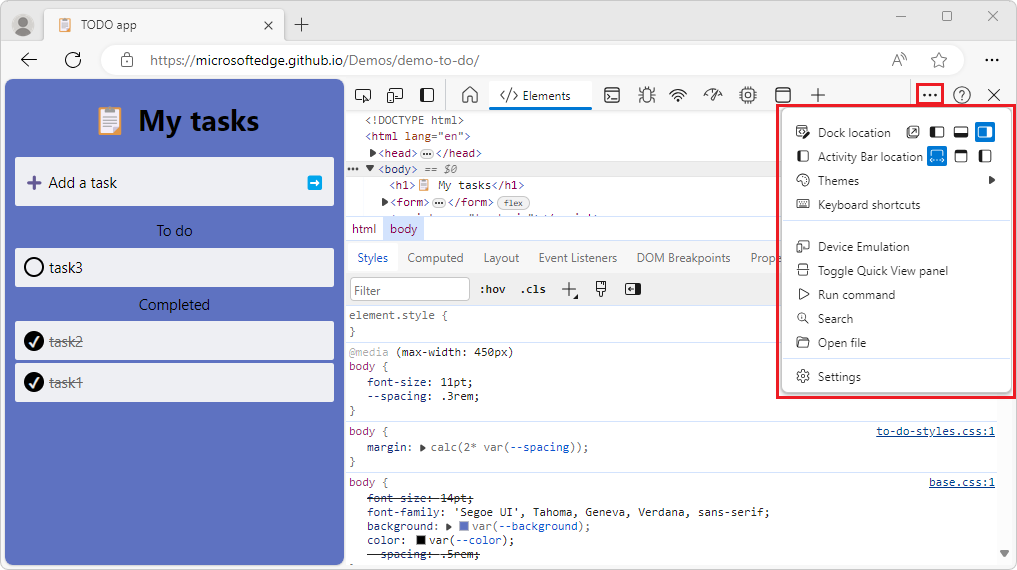 TODO app
https://microsoftedge.github.io/Demos/demo-to-do/
My tasks
Add a task
To do
task3
Completed
task2
task1
Elements
<!DOCTYPE html>
<html lang="en">
<head> </head>
<body> == $0
<h1>📋 My tasks</h1>
<form> </form> flex
html body
Styles Computed Layout Event Listeners DOM Breakpoints
Filter :hov .cls
element.style {
}
@media (max-width: 450px)
body {
font-size: 11pt;
--spacing: .3rem;
}
body { to-do-styles.css:1
margin: calc(2* var(--spacing));
}
body { base.css:1
font-size: 14pt;
font-family: 'Segoe UI', Tahoma, Geneva, Verdana, sans-serif;
background: var(--background);
color: var(--color);
--spacing: .5rem;
Dock location
Activity Bar location
Themes
Keyboard shortcuts
Device Emulation
Toggle Quick View panel
Run command
Search
Open file
Settings